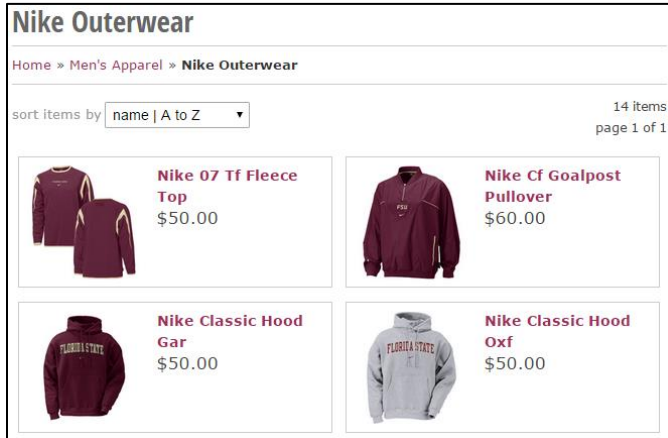 Nike Outerwear
Home » Men's Apparel » Nike Outerwear
sort items by name | A to Z
14 items
page 1 of 1
Nike 07 Tf Fleece
Top
$50.00
Nike Cf Goalpost
Pullover
$60.00
FSU
Nike Classic Hood
Gar
$50.00
FLORIDA STATE
Nike Classic Hood
Oxf
$50.00
FLORIDA STATE